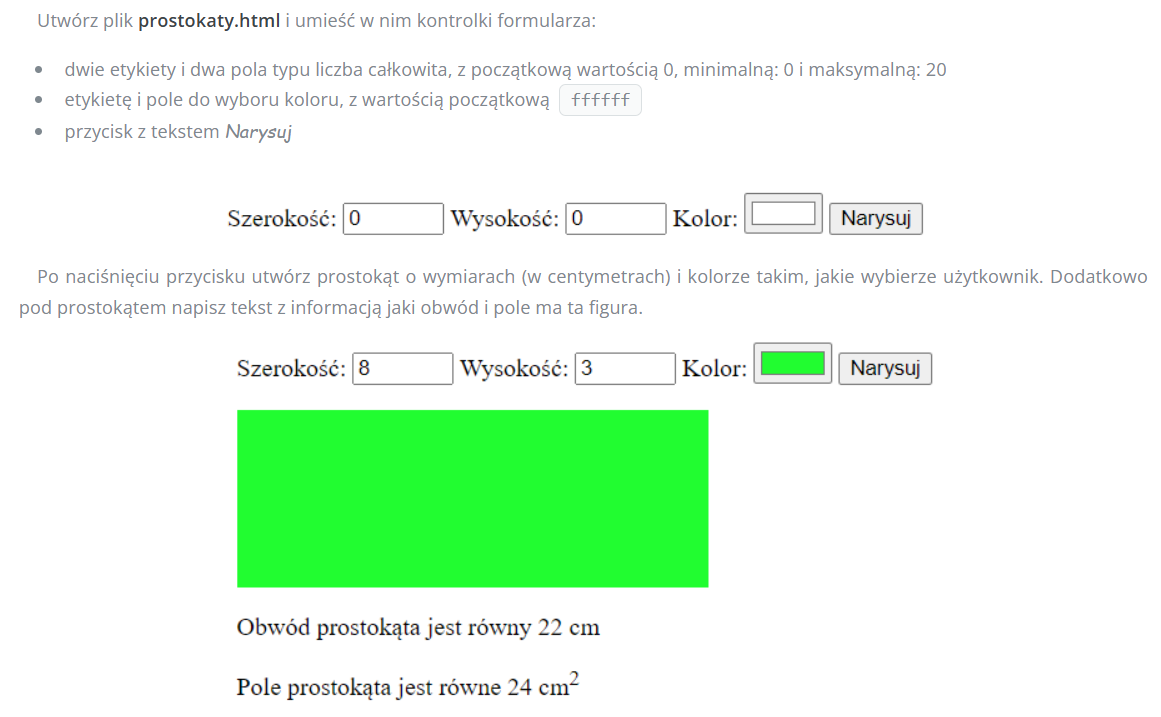 Utwórz plik prostokaty.html i umieść w nim kontrolki formularza:
• dwie etykiety i dwa pola typu liczba całkowita, z początkową wartością 0, minimalną: 0 i maksymalną: 20
• etykietę i pole do wyboru koloru, z wartością początkową ffffff
• przycisk z tekstem Narysuj
Szerokość: 0 Wysokość: 0 Kolor: Narysuj
Po naciśnięciu przycisku utwórz prostokąt o wymiarach (w centymetrach) i kolorze takim, jakie wybierze użytkownik. Dodatkowo
pod prostokątem napisz tekst z informacją jaki obwód i pole ma ta figura.
Szerokość: 8 Wysokość: 3 Kolor: Narysuj
Obwód prostokąta jest równy 22 cm
Pole prostokąta jest równe 24 cm²